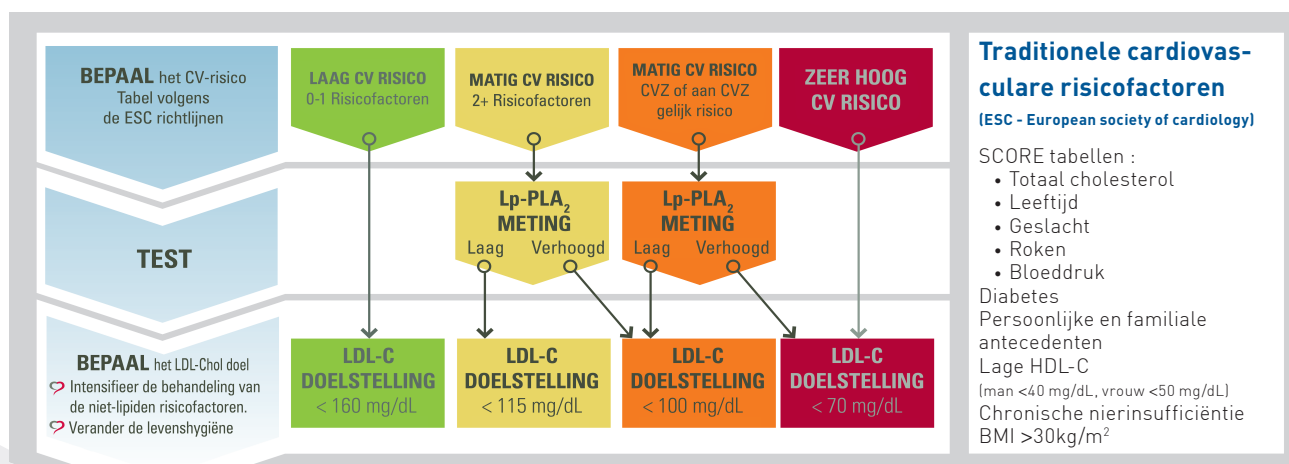 BEPAAL het CV-risico
Tabel volgens
de ESC richtlijnen
LAAG CV RISICO
0-1 Risicofactoren
MATIG CV RISICO
2+ Risicofactoren
MATIG CV RISICO
CVZ of aan CVZ
gelijk risico
ZEER HOOG
CV RISICO
TEST
Lp-PLA₂
METING
Laag Verhoogd
Lp-PLA₂
METING
Laag Verhoogd
BEPAAL het LDL-Chol doel
Intensifieer de behandeling van
de niet-lipiden risicofactoren.
Verander de levenshygiëne
LDL-C
DOELSTELLING
< 160 mg/dL
LDL-C
DOELSTELLING
< 115 mg/dL
LDL-C
DOELSTELLING
< 100 mg/dL
LDL-C
DOELSTELLING
< 70 mg/dL
Traditionele cardiovas-
culare risicofactoren
(ESC - European society of cardiology)
SCORE tabellen :
• Totaal cholesterol
• Leeftijd
• Geslacht
• Roken
• Bloeddruk
Diabetes
Persoonlijke en familiale
antecedenten
Lage HDL-C
(man <40 mg/dL, vrouw <50 mg/dL)
Chronische nierinsufficiëntie
BMI >30kg/m²